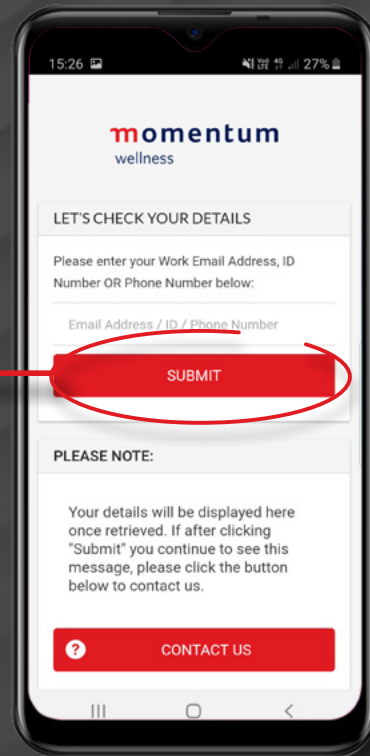 15:26 27%
momentum
wellness
LET'S CHECK YOUR DETAILS
Please enter your Work Email Address, ID
Number OR Phone Number below:
Email Address / ID / Phone Number
SUBMIT
PLEASE NOTE:
Your details will be displayed here
once retrieved. If after clicking
"Submit" you continue to see this
message, please click the button
below to contact us.
? CONTACT US